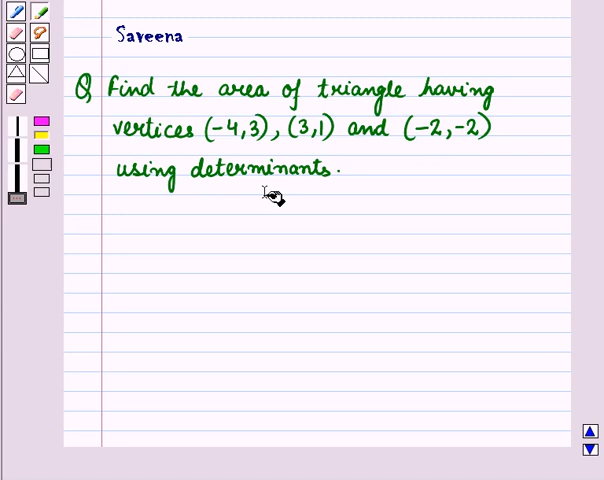 Saveena
Q Find the area of triangle having
vertices (-4,3), (3,1) and (-2,-2)
using determinants.